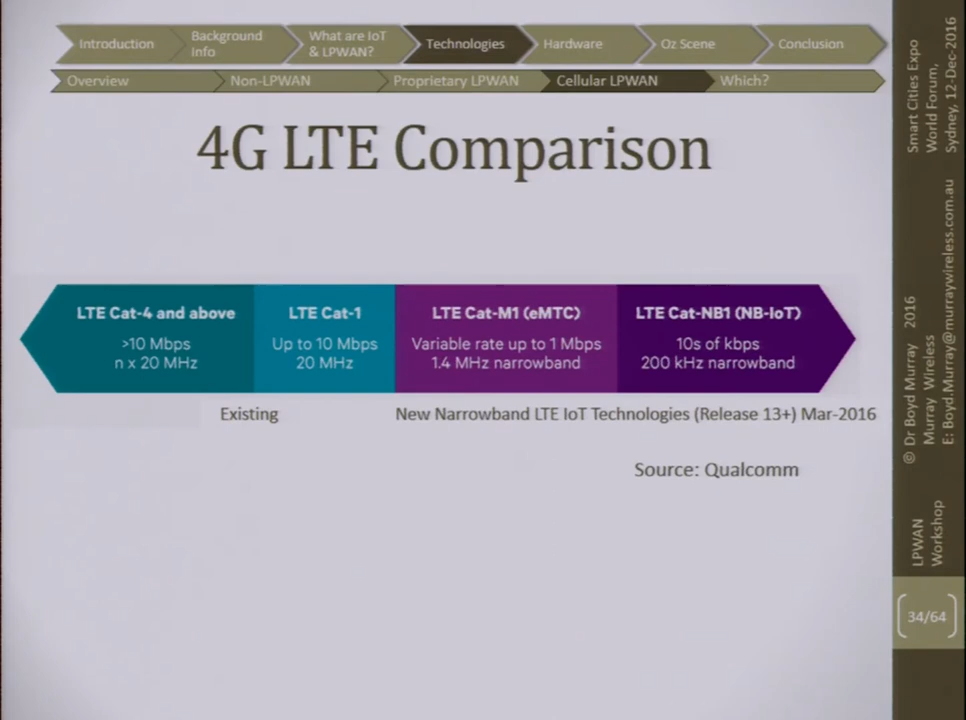 Introduction
Background
Info
What are IoT
& LPWAN?
Technologies
Hardware
Oz Scene
Conclusion
Overview
Non-LPWAN
Proprietary LPWAN
Cellular LPWAN
Which?
4G LTE Comparison
LTE Cat-4 and above
>10 Mbps
n x 20 MHz
LTE Cat-1
Up to 10 Mbps
20 MHz
LTE Cat-M1 (eMTC)
Variable rate up to 1 Mbps
1.4 MHz narrowband
LTE Cat-NB1 (NB-IoT)
10s of kbps
200 kHz narrowband
Existing
New Narrowband LTE IoT Technologies (Release 13+) Mar-2016
Source: Qualcomm
Smart Cities Expo
World Forum,
Sydney, 12-Dec-2016
© Dr Boyd Murray 2016
Murray Wireless
E: Boyd.Murray@murraywireless.com.au
LPWAN
Workshop
34/64